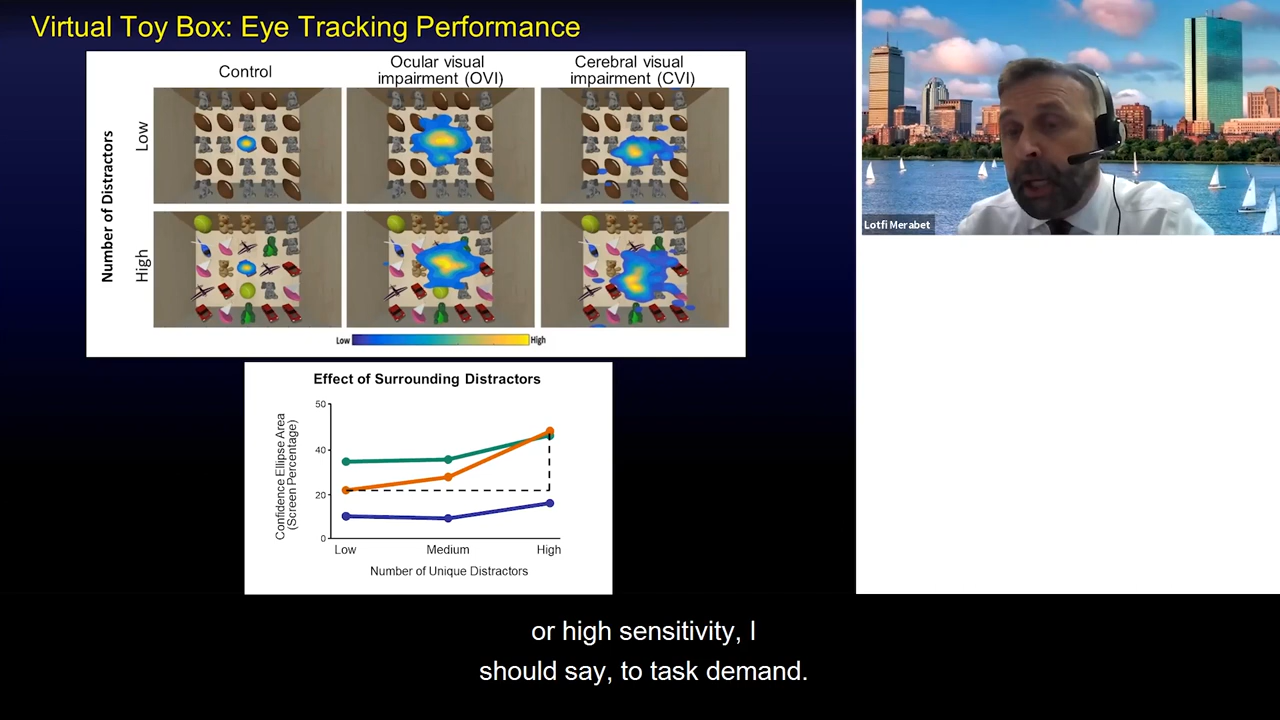 Virtual Toy Box: Eye Tracking Performance
Control
Ocular visual
impairment (OVI)
Cerebral visual
impairment (CVI)
Number of Distractors
Low
High
Low
High
Effect of Surrounding Distractors
Confidence Ellipse Area
(Screen Percentage)
50
40
20
0
Low
Medium
High
Number of Unique Distractors
Lotfi Merabet
or high sensitivity, I
should say, to task demand.